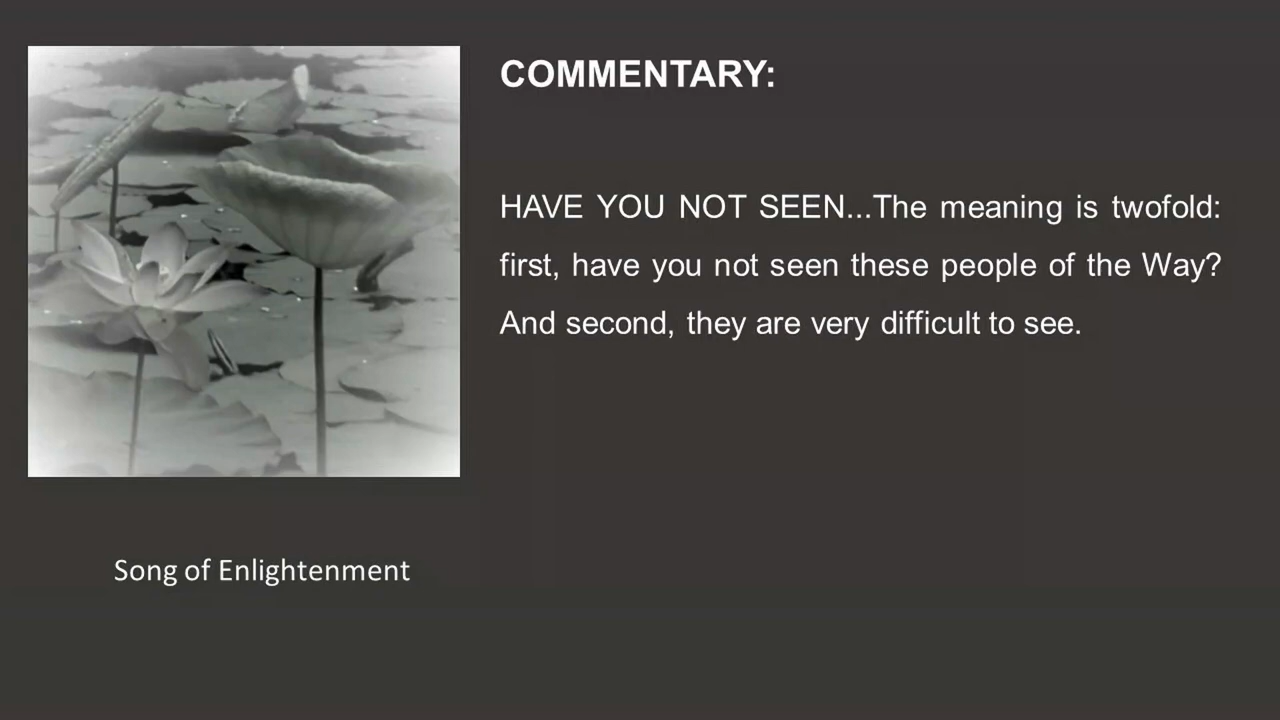 COMMENTARY:
HAVE YOU NOT SEEN...The meaning is twofold:
first, have you not seen these people of the Way?
And second, they are very difficult to see.
Song of Enlightenment